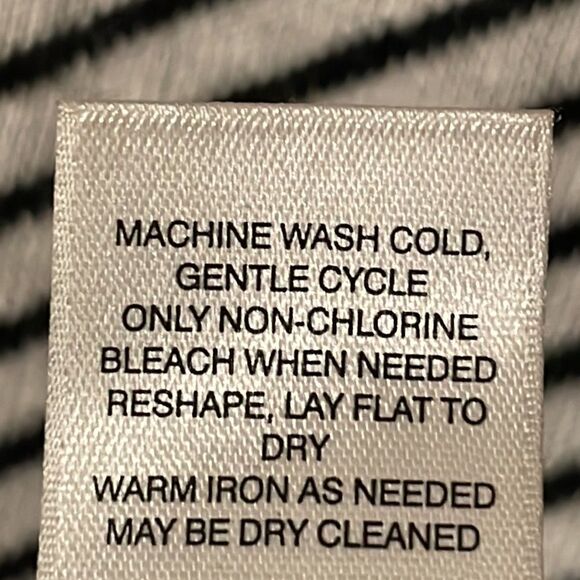 MACHINE WASH COLD,
GENTLE CYCLE
ONLY NON-CHLORINE
BLEACH WHEN NEEDED
RESHAPE, LAY FLAT TO
DRY
WARM IRON AS NEEDED
MAY BE DRY CLEANED